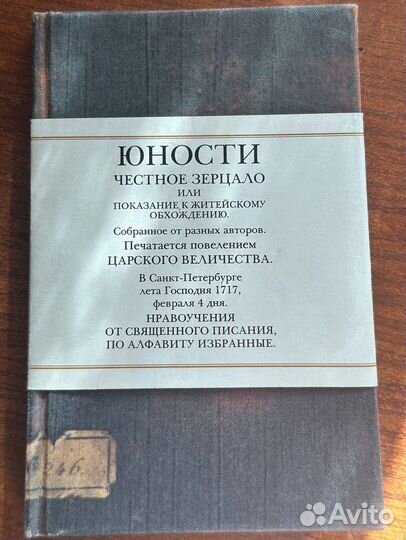 ЮНОСТИ
ЧЕСТНОЕ ЗЕРЦАЛО
ИЛИ
ПОКАЗАНИЕ К ЖИТЕЙСКОМУ
ОБХОЖДЕНИЮ.
Собранное от разных авторов.
Печатается повелением
ЦАРСКОГО ВЕЛИЧЕСТВА.
В Санкт-Петербурге
лета Господня 1717,
февраля 4 дня.
НРАВОУЧЕНИЯ
ОТ СВЯЩЕННОГО ПИСАНИЯ,
ПО АЛФАВИТУ ИЗБРАННЫЕ.
246
Avito